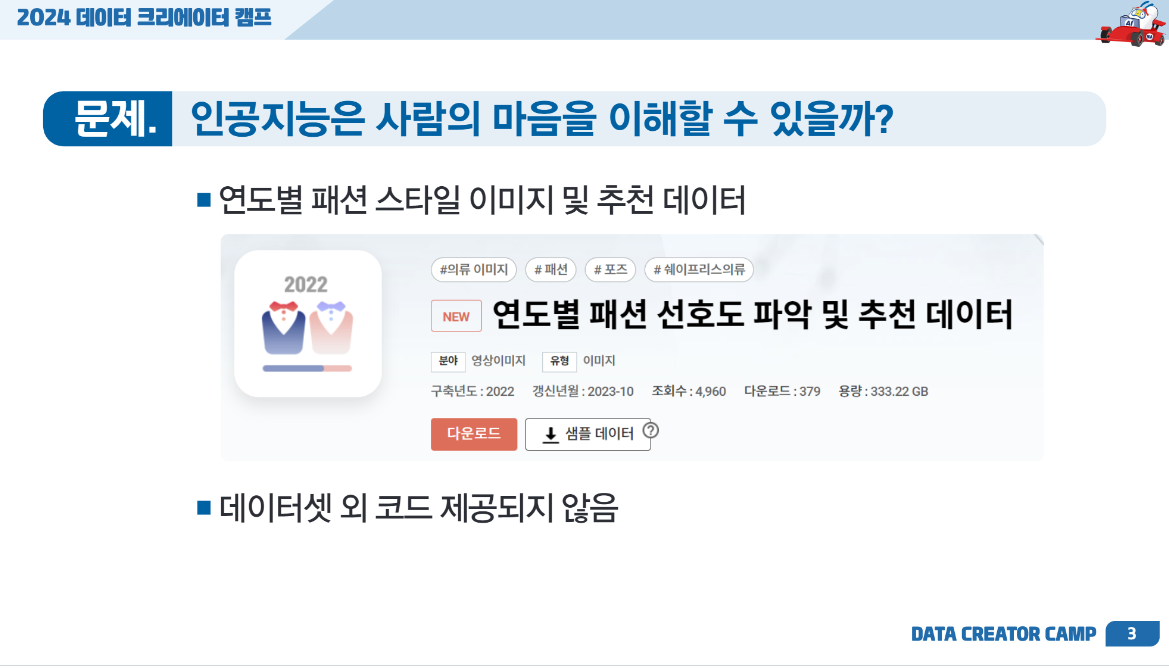 2024 데이터 크리에이터 캠프
AI
문제. 인공지능은 사람의 마음을 이해할 수 있을까?
연도별 패션 스타일 이미지 및 추천 데이터
2022
#의류 이미지 # 패션 # 포즈 # 쉐이프리스의류
NEW 연도별 패션 선호도 파악 및 추천 데이터
분야 영상이미지 유형 이미지
구축년도 : 2022 갱신년월 : 2023-10 조회수 : 4,960 다운로드 : 379 용량 : 333.22 GB
다운로드 샘플 데이터 ?
데이터셋 외 코드 제공되지 않음
DATA CREATOR CAMP 3